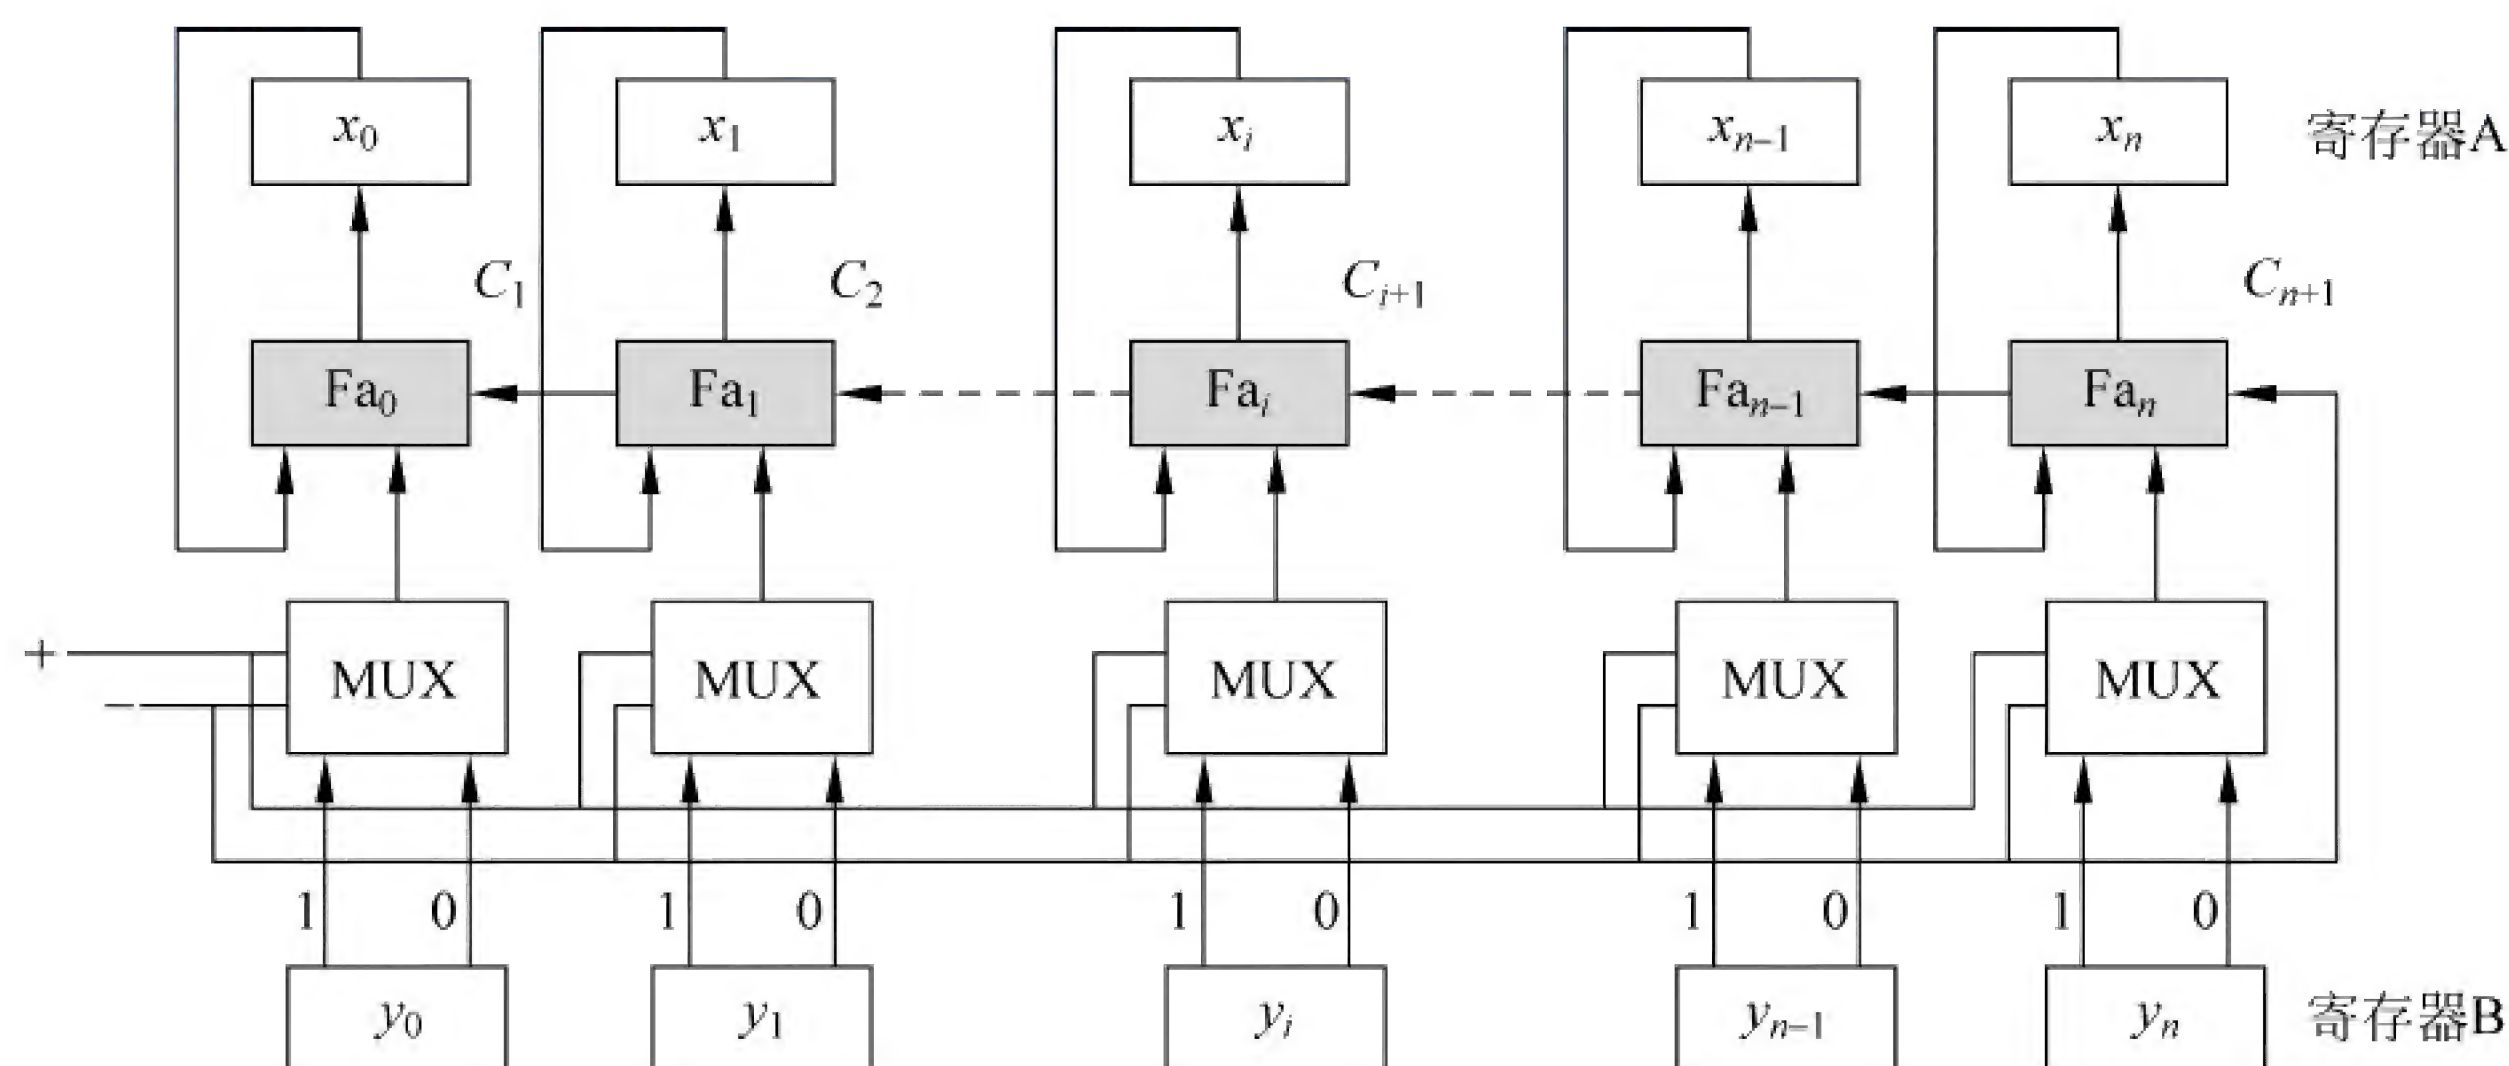 x₀ x₁ xᵢ xₙ₋₁ xₙ 寄存器A
C₁ C₂ Cᵢ₊₁ Cₙ₊₁
Fa₀ Fa₁ Faᵢ Faₙ₋₁ Faₙ
+
MUX MUX MUX MUX MUX
−
1 0 1 0 1 0 1 0 1 0
y₀ y₁ yᵢ yₙ₋₁ yₙ 寄存器B